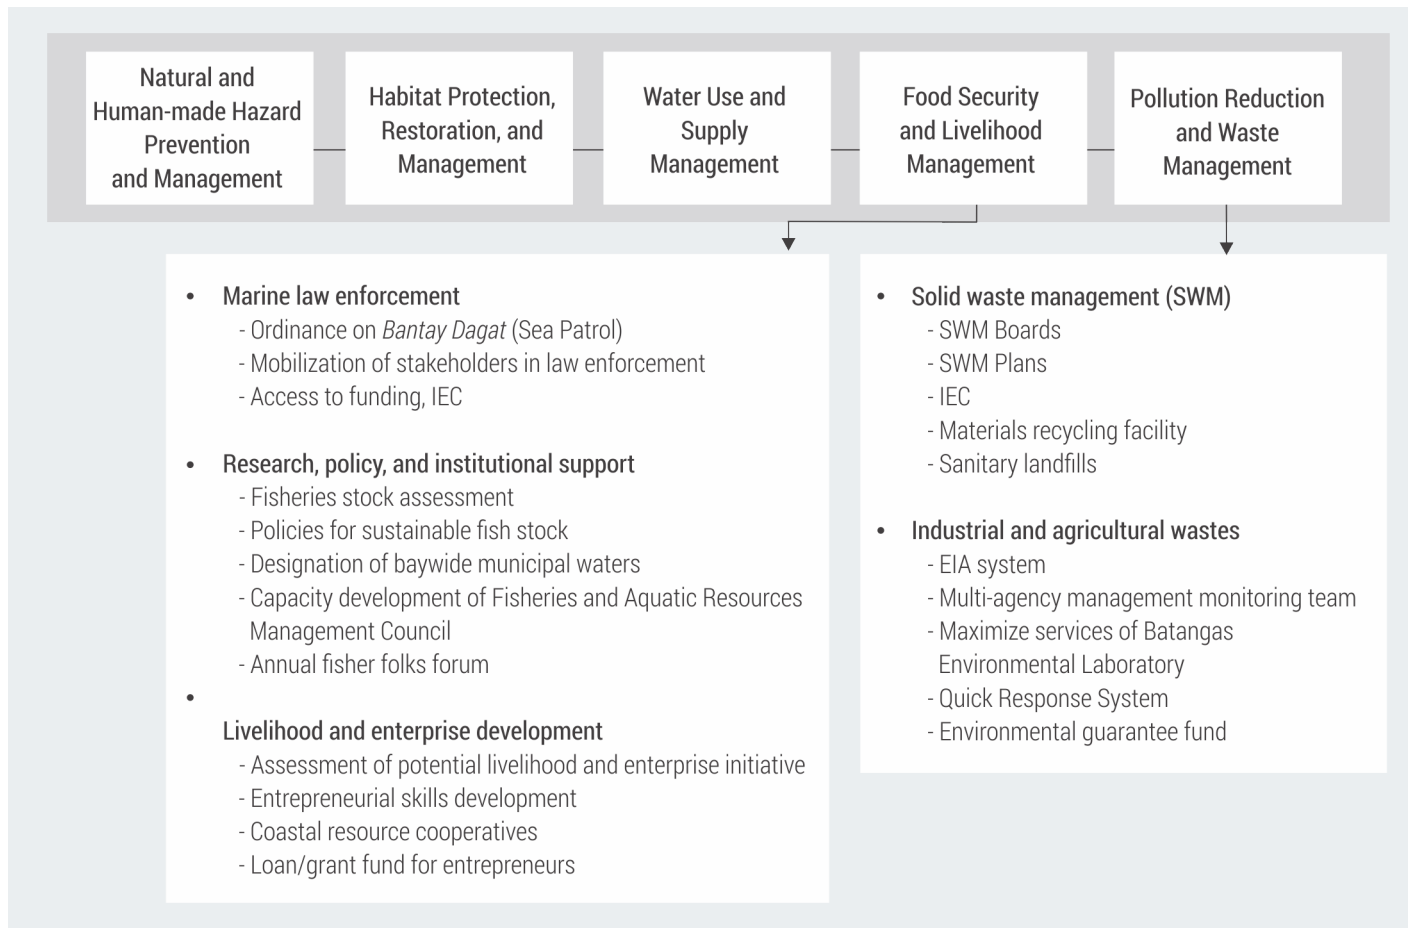 Natural and
Human-made Hazard
Prevention
and Management
Habitat Protection,
Restoration, and
Management
Water Use and
Supply
Management
Food Security
and Livelihood
Management
Pollution Reduction
and Waste
Management
• Marine law enforcement
- Ordinance on Bantay Dagat (Sea Patrol)
- Mobilization of stakeholders in law enforcement
- Access to funding, IEC
• Research, policy, and institutional support
- Fisheries stock assessment
- Policies for sustainable fish stock
- Designation of baywide municipal waters
- Capacity development of Fisheries and Aquatic Resources
Management Council
- Annual fisher folks forum
•
Livelihood and enterprise development
- Assessment of potential livelihood and enterprise initiative
- Entrepreneurial skills development
- Coastal resource cooperatives
- Loan/grant fund for entrepreneurs
• Solid waste management (SWM)
- SWM Boards
- SWM Plans
- IEC
- Materials recycling facility
- Sanitary landfills
• Industrial and agricultural wastes
- EIA system
- Multi-agency management monitoring team
- Maximize services of Batangas
Environmental Laboratory
- Quick Response System
- Environmental guarantee fund